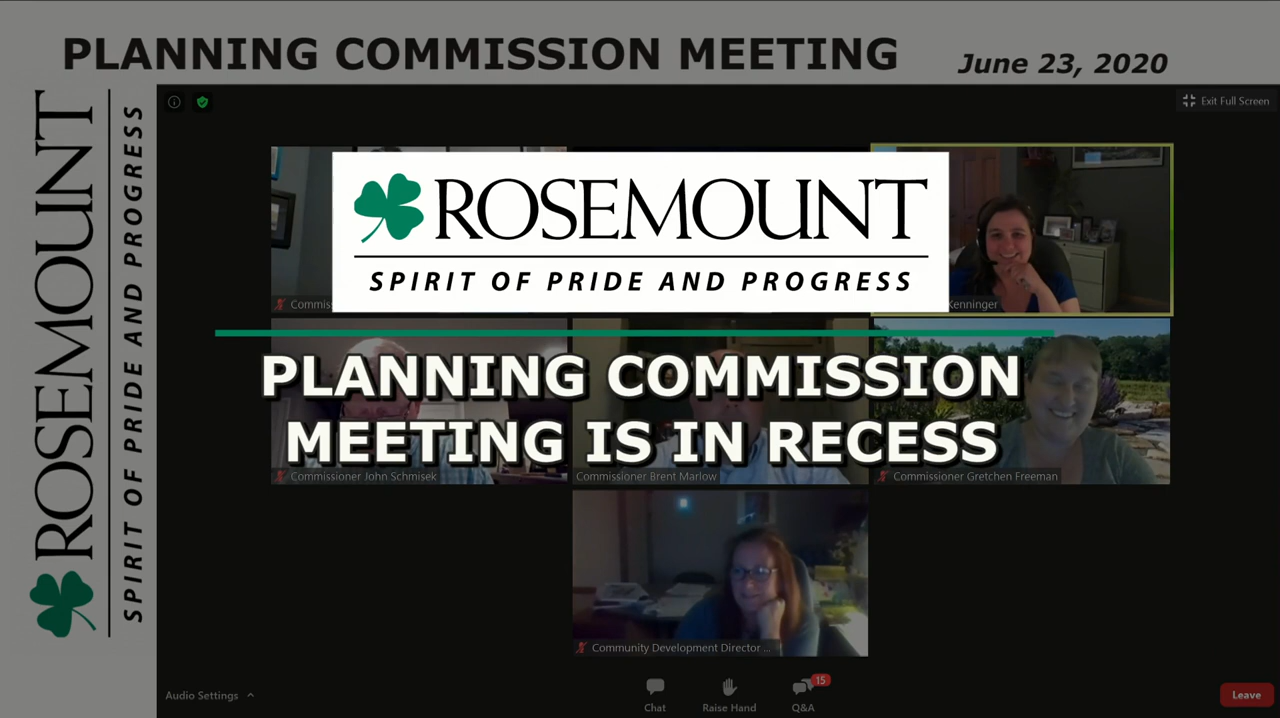 PLANNING COMMISSION MEETING
June 23, 2020
ROSEMOUNT
SPIRIT OF PRIDE AND PROGRESS
Exit Full Screen
ROSEMOUNT
SPIRIT OF PRIDE AND PROGRESS
Kenninger
PLANNING COMMISSION
MEETING IS IN RECESS
Commissioner John Schmisek
Commissioner Brent Marlow
Commissioner Gretchen Freeman
Community Development Director ...
Audio Settings
Chat
Raise Hand
15
Q&A
Leave